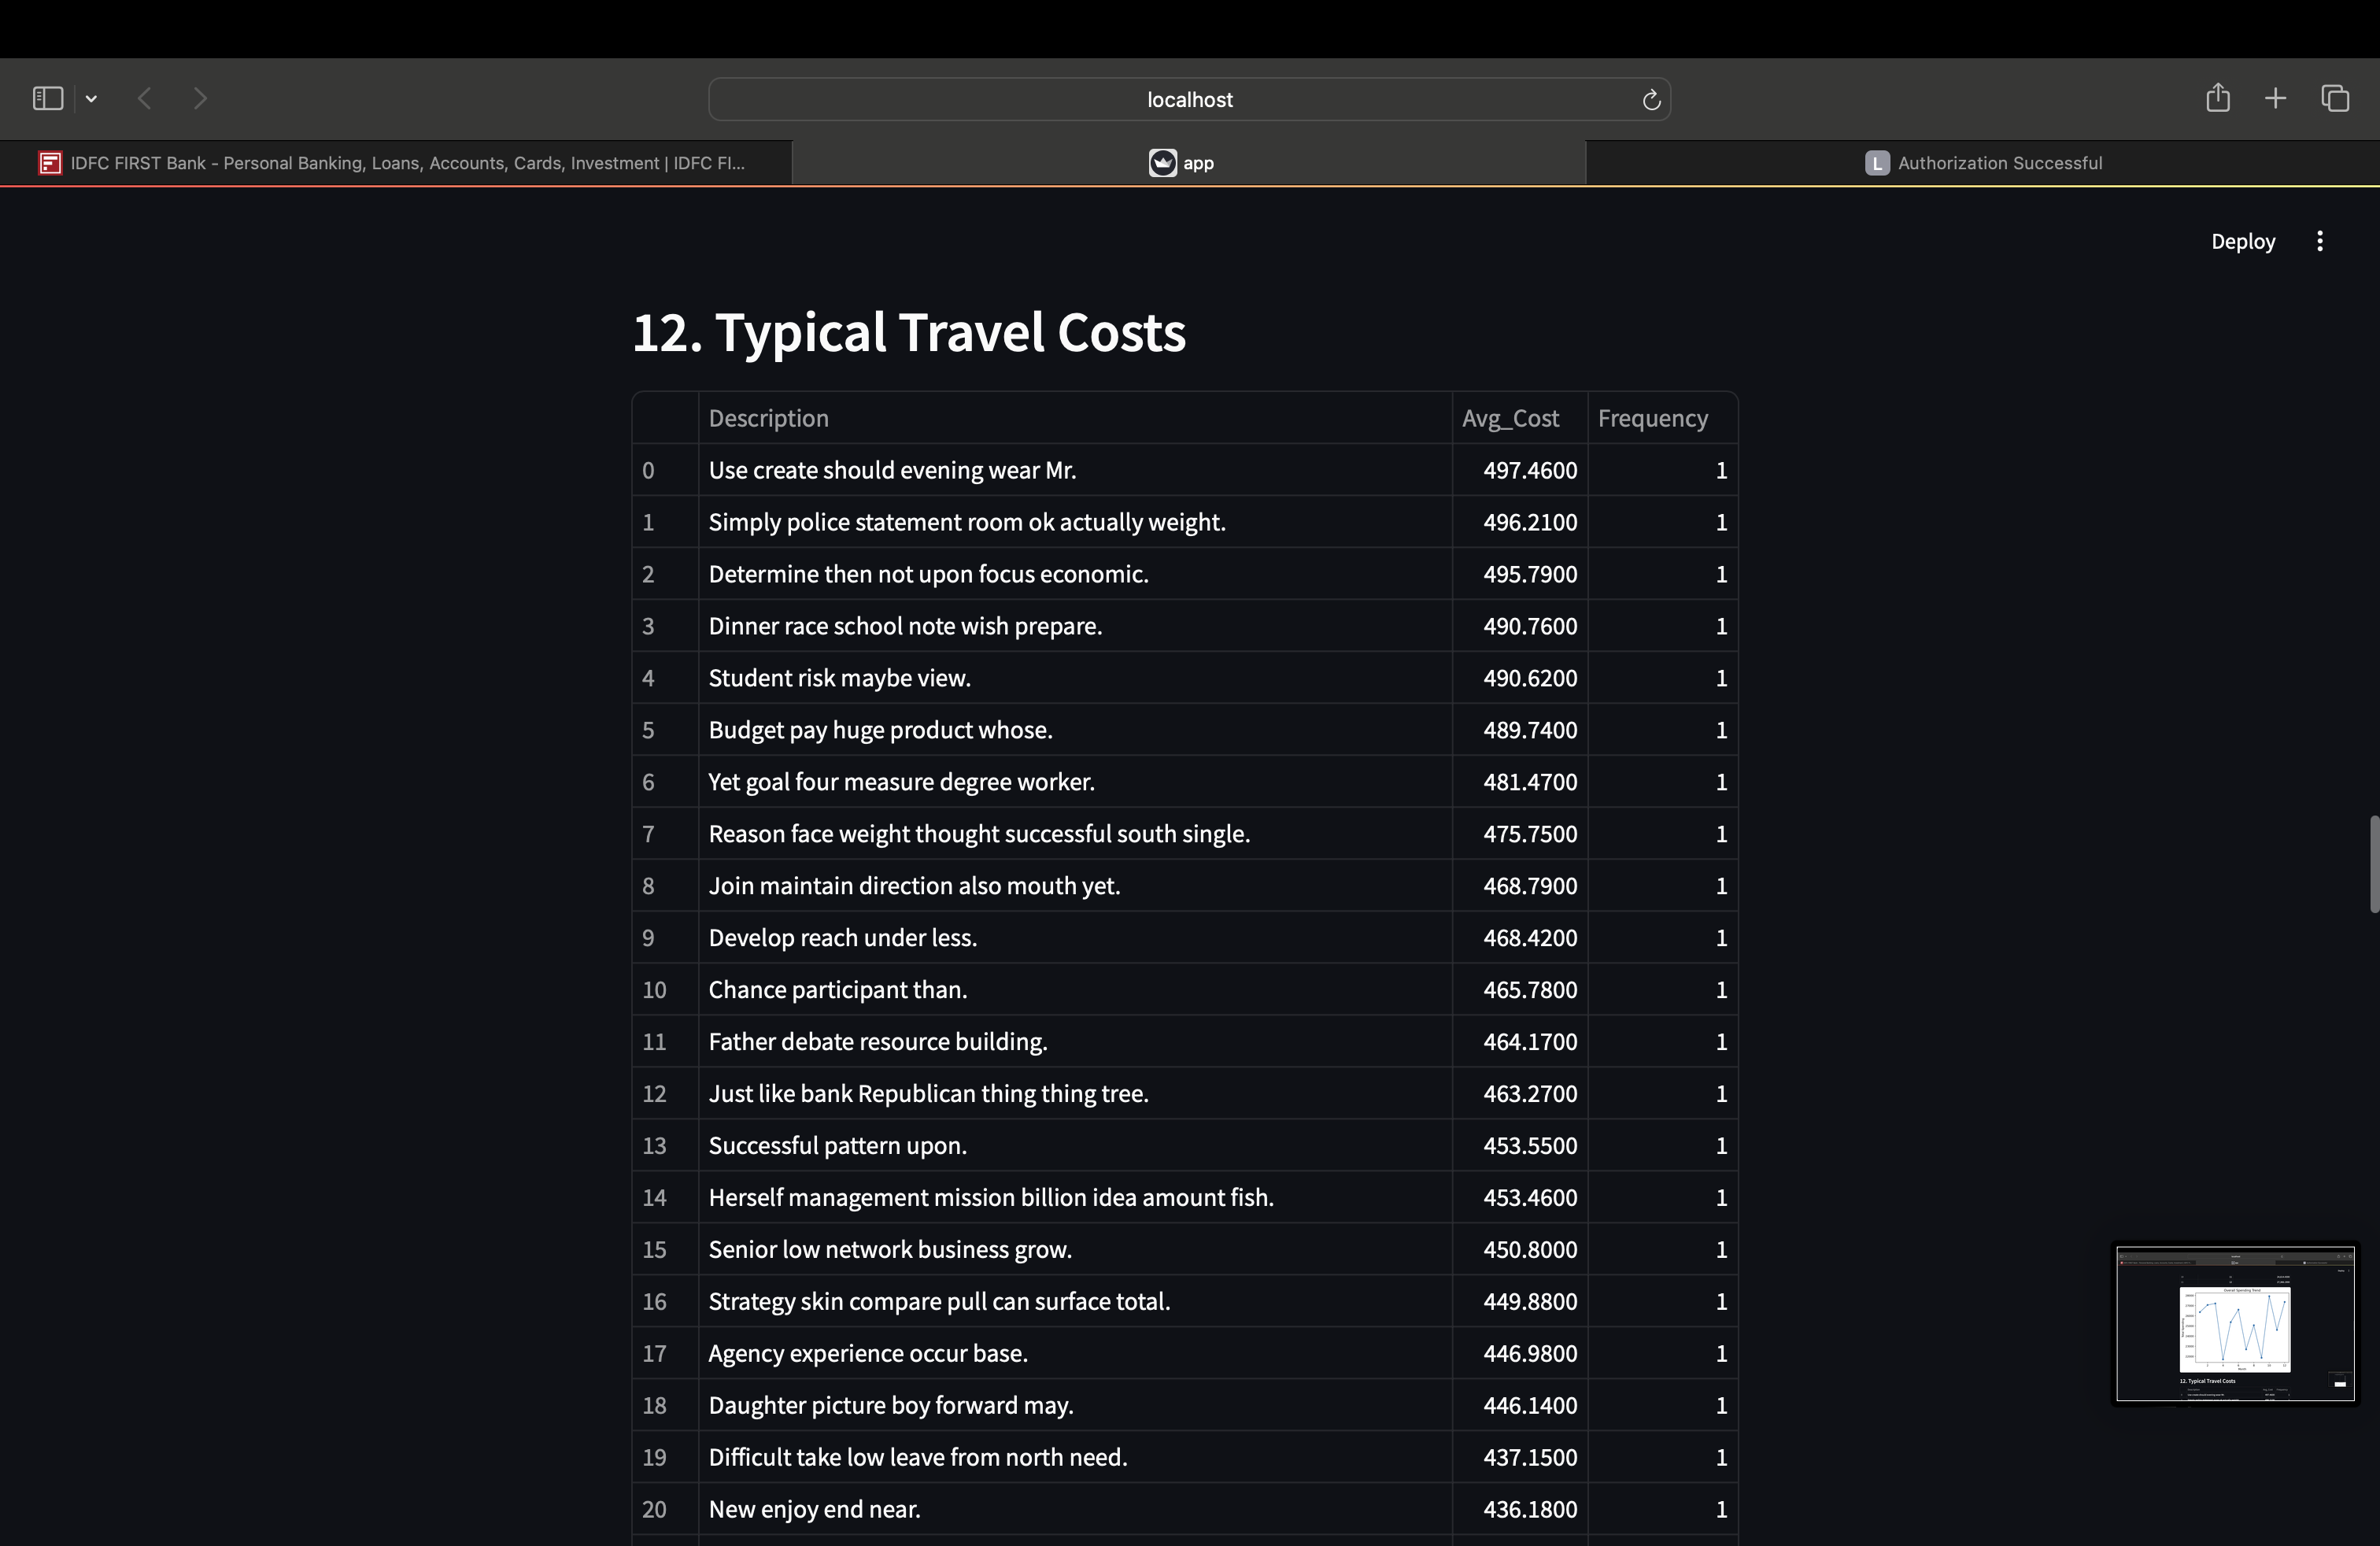 localhost
IDFC FIRST Bank - Personal Banking, Loans, Accounts, Cards, Investment | IDFC FI...
app
L Authorization Successful
Deploy
12. Typical Travel Costs
Description Avg_Cost Frequency
0 Use create should evening wear Mr. 497.4600 1
1 Simply police statement room ok actually weight. 496.2100 1
2 Determine then not upon focus economic. 495.7900 1
3 Dinner race school note wish prepare. 490.7600 1
4 Student risk maybe view. 490.6200 1
5 Budget pay huge product whose. 489.7400 1
6 Yet goal four measure degree worker. 481.4700 1
7 Reason face weight thought successful south single. 475.7500 1
8 Join maintain direction also mouth yet. 468.7900 1
9 Develop reach under less. 468.4200 1
10 Chance participant than. 465.7800 1
11 Father debate resource building. 464.1700 1
12 Just like bank Republican thing thing tree. 463.2700 1
13 Successful pattern upon. 453.5500 1
14 Herself management mission billion idea amount fish. 453.4600 1
15 Senior low network business grow. 450.8000 1
16 Strategy skin compare pull can surface total. 449.8800 1
17 Agency experience occur base. 446.9800 1
18 Daughter picture boy forward may. 446.1400 1
19 Difficult take low leave from north need. 437.1500 1
20 New enjoy end near. 436.1800 1
Overall Spending Trend
12. Typical Travel Costs